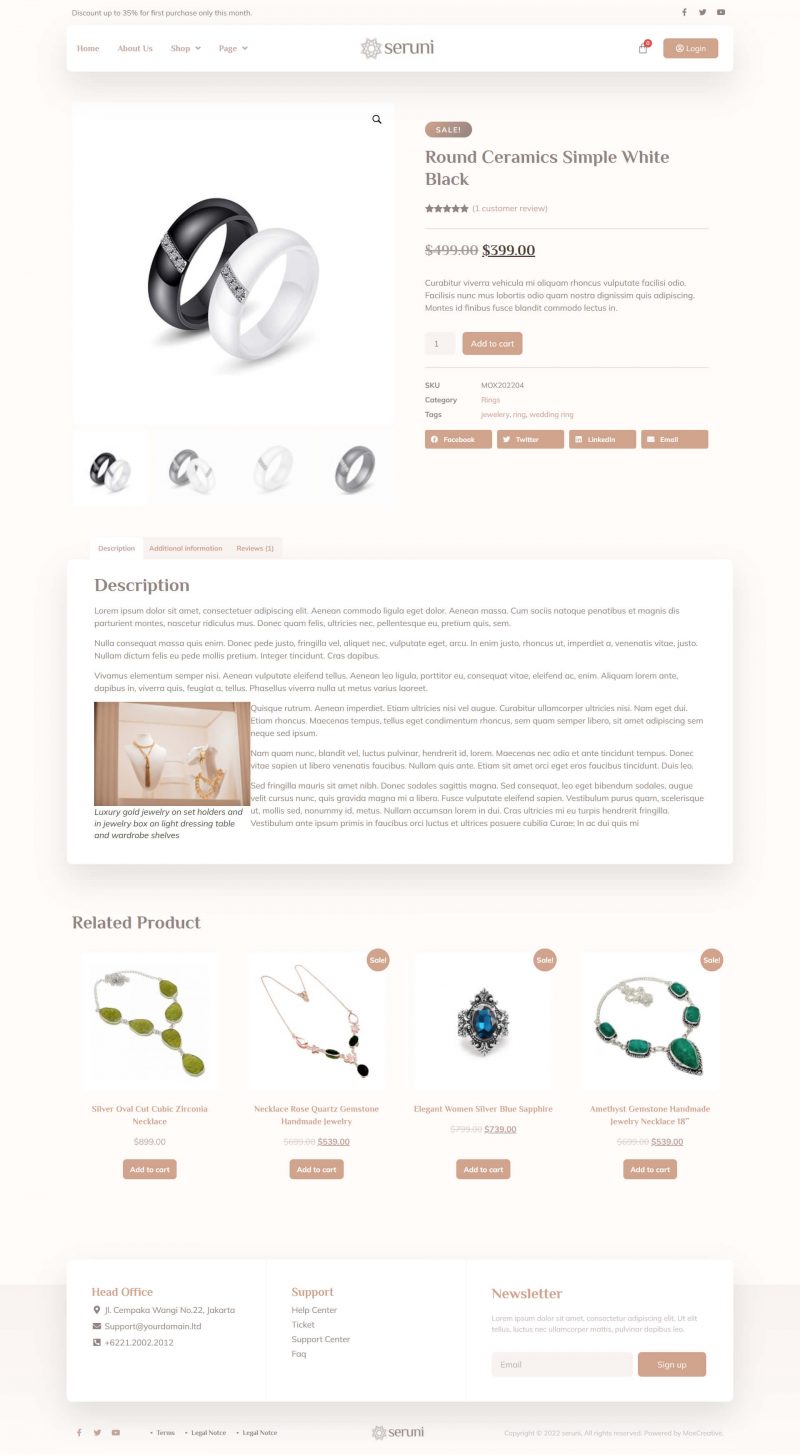 Discount up to 35% for first purchase only this month.
Home
About Us
Shop
Page
seruni
0
Login
SALE!
Round Ceramics Simple White
Black
(1 customer review)
$499.00 $399.00
Curabitur viverra vehicula mi aliquam rhoncus vulputate facilisi odio.
Facilisis nunc mus lobortis odio quam nostra dignissim quis adipiscing.
Montes id finibus fusce blandit commodo lectus in.
1
Add to cart
SKU MOX202204
Category Rings
Tags jewelery, ring, wedding ring
Facebook
Twitter
LinkedIn
Email
Description
Additional information
Reviews (1)
Description
Lorem ipsum dolor sit amet, consectetuer adipiscing elit. Aenean commodo ligula eget dolor. Aenean massa. Cum sociis natoque penatibus et magnis dis
parturient montes, nascetur ridiculus mus. Donec quam felis, ultricies nec, pellentesque eu, pretium quis, sem.
Nulla consequat massa quis enim. Donec pede justo, fringilla vel, aliquet nec, vulputate eget, arcu. In enim justo, rhoncus ut, imperdiet a, venenatis vitae, justo.
Nullam dictum felis eu pede mollis pretium. Integer tincidunt. Cras dapibus.
Vivamus elementum semper nisi. Aenean vulputate eleifend tellus. Aenean leo ligula, porttitor eu, consequat vitae, eleifend ac, enim. Aliquam lorem ante,
dapibus in, viverra quis, feugiat a, tellus. Phasellus viverra nulla ut metus varius laoreet.
Quisque rutrum. Aenean imperdiet. Etiam ultricies nisi vel augue. Curabitur ullamcorper ultricies nisi. Nam eget dui.
Etiam rhoncus. Maecenas tempus, tellus eget condimentum rhoncus, sem quam semper libero, sit amet adipiscing sem
neque sed ipsum.
Nam quam nunc, blandit vel, luctus pulvinar, hendrerit id, lorem. Maecenas nec odio et ante tincidunt tempus. Donec
vitae sapien ut libero venenatis faucibus. Nullam quis ante. Etiam sit amet orci eget eros faucibus tincidunt. Duis leo.
Sed fringilla mauris sit amet nibh. Donec sodales sagittis magna. Sed consequat, leo eget bibendum sodales, augue
velit cursus nunc, quis gravida magna mi a libero. Fusce vulputate eleifend sapien. Vestibulum purus quam, scelerisque
ut, mollis sed, nonummy id, metus. Nullam accumsan lorem in dui. Cras ultricies mi eu turpis hendrerit fringilla.
Vestibulum ante ipsum primis in faucibus orci luctus et ultrices posuere cubilia Curae; In ac dui quis mi
Luxury gold jewelry on set holders and
in jewelry box on light dressing table
and wardrobe shelves
Related Product
Silver Oval Cut Cubic Zirconia
Necklace
$899.00
Add to cart
Sale!
Necklace Rose Quartz Gemstone
Handmade Jewelry
$699.00 $539.00
Add to cart
Sale!
Elegant Women Silver Blue Sapphire
$799.00 $739.00
Add to cart
Sale!
Amethyst Gemstone Handmade
Jewelry Necklace 18″
$699.00 $539.00
Add to cart
Head Office
Jl. Cempaka Wangi No.22, Jakarta
Support@yourdomain.ltd
+6221.2002.2012
Support
Help Center
Ticket
Support Center
Faq
Newsletter
Lorem ipsum dolor sit amet, consectetur adipiscing elit. Ut elit
tellus, luctus nec ullamcorper mattis, pulvinar dapibus leo.
Email
Sign up
• Terms
• Legal Notce
• Legal Notce
seruni
Copyright © 2022 seruni, All rights reserved. Powered by MoxCreative.